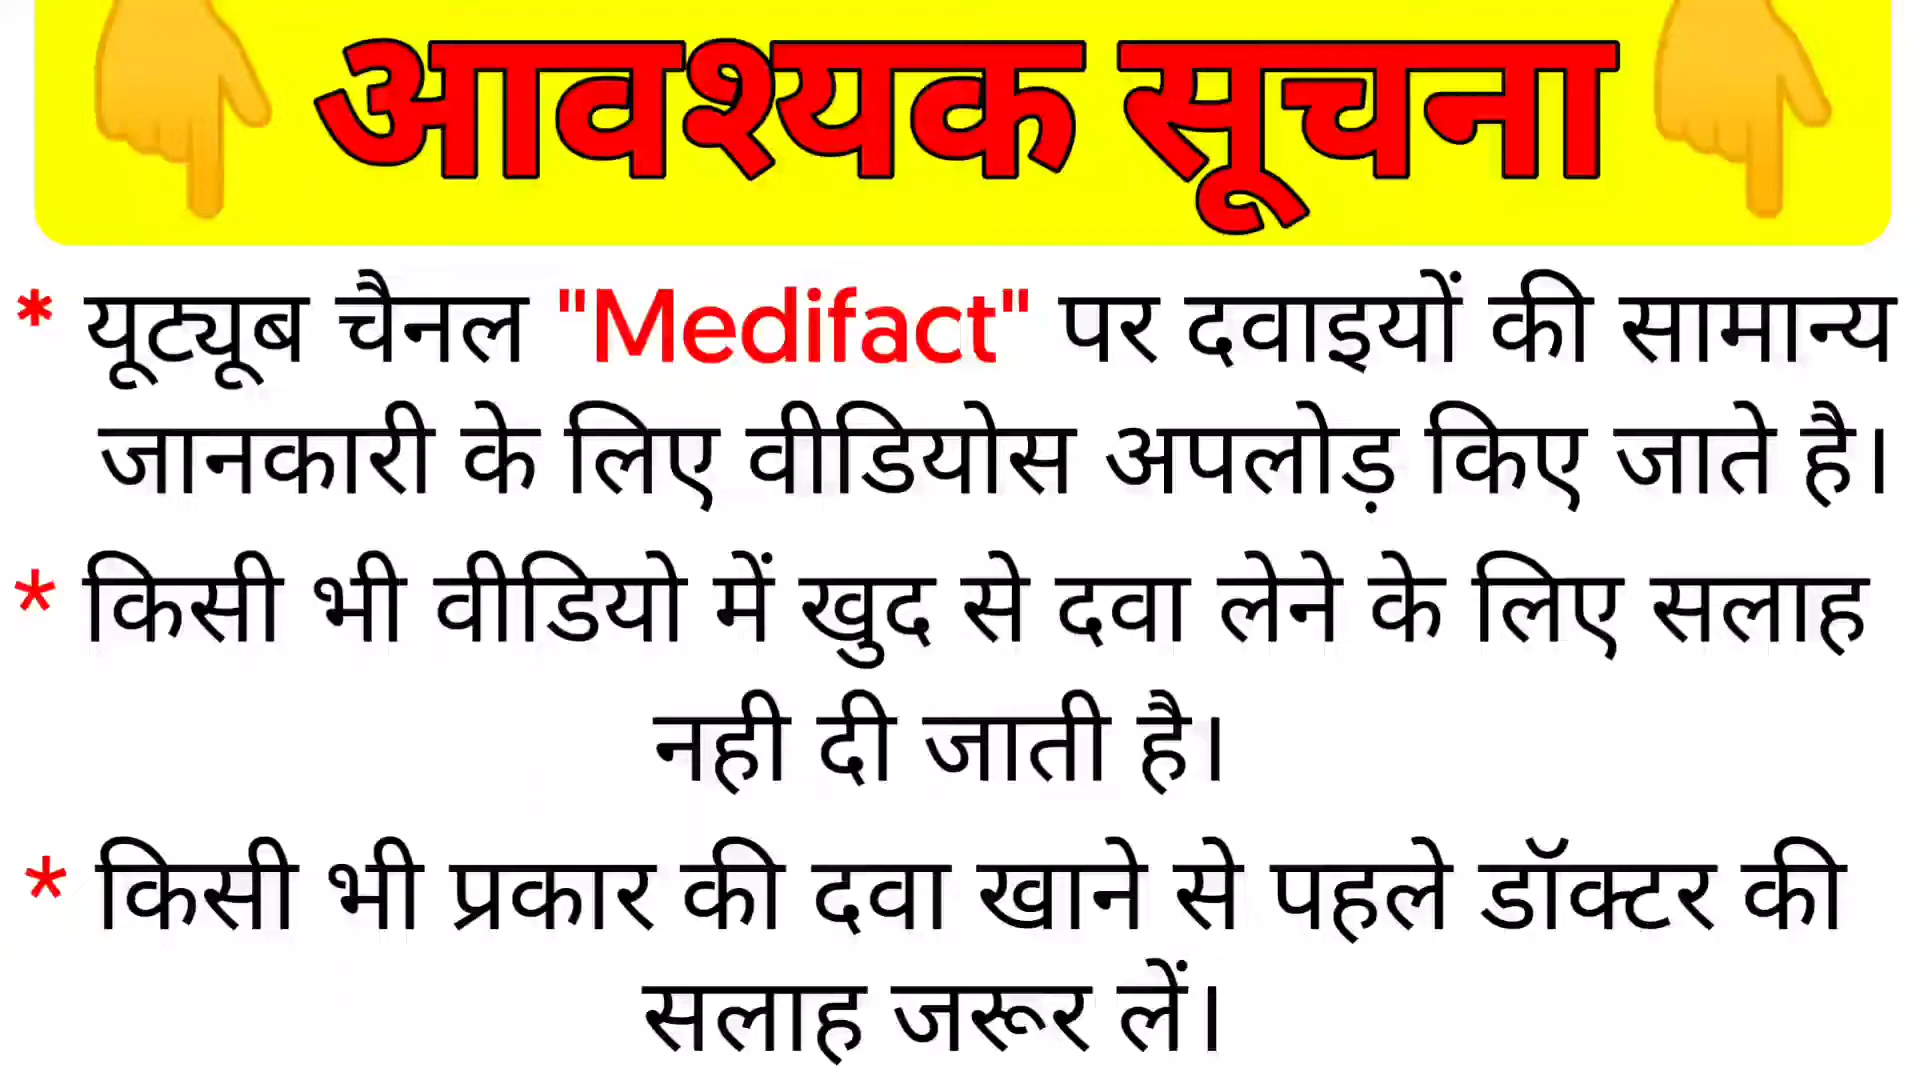 आवश्यक सूचना
* यूट्यूब चैनल "Medifact" पर दवाइयों की सामान्य
जानकारी के लिए वीडियोस अपलोड़ किए जाते है।
* किसी भी वीडियो में खुद से दवा लेने के लिए सलाह
नही दी जाती है।
* किसी भी प्रकार की दवा खाने से पहले डॉक्टर की
सलाह जरूर लें।